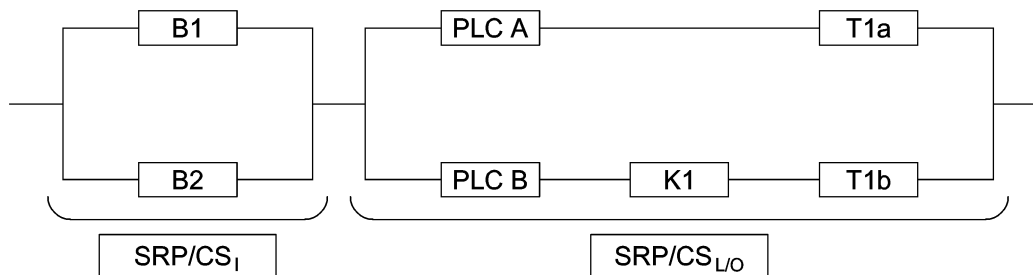 B1
PLC A
T1a
B2
PLC B
K1
T1b
SRP/CS_I
SRP/CS_L/O